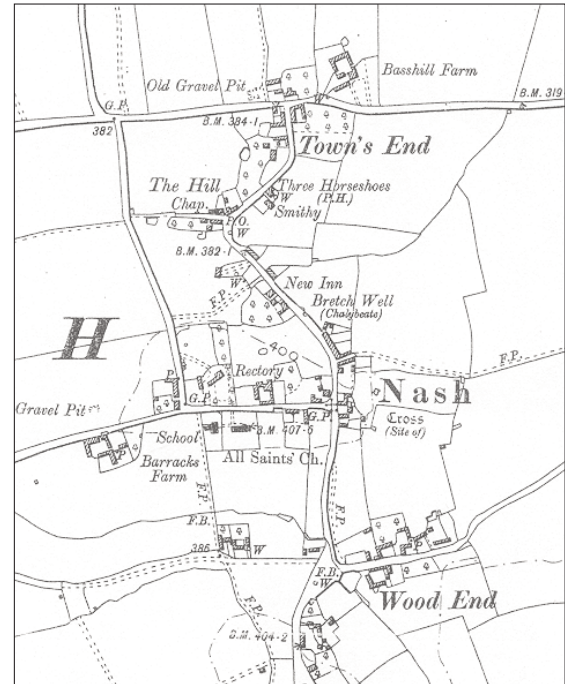 Old Gravel Pit
Basshill Farm
G.P.
382
B.M. 384·1
B.M. 319
Town's End
The Hill
Chap.
Three Horseshoes
W (P.H.)
Smithy
P.O.
W
B.M. 382·1
New Inn
W
F.P.
Bretch Well
(Chalybeate)
H
F.P.
Rectory
P
Nash
Gravel Pit
G.P.
G.P.
Cross
(Site of)
School
B.M. 407·6
All Saints' Ch.
P
Barracks
Farm
F.P.
F.P.
F.B.
W
385
F.B.
W
Wood End
F.P.
B.M. 404·2